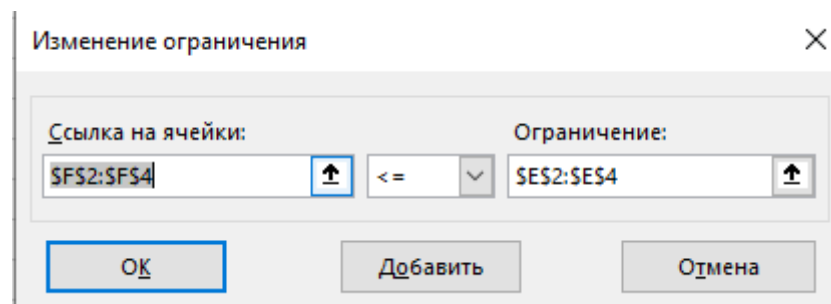 Изменение ограничения
Ссылка на ячейки:
Ограничение:
$F$2:$F$4
<=
$E$2:$E$4
ОК
Добавить
Отмена